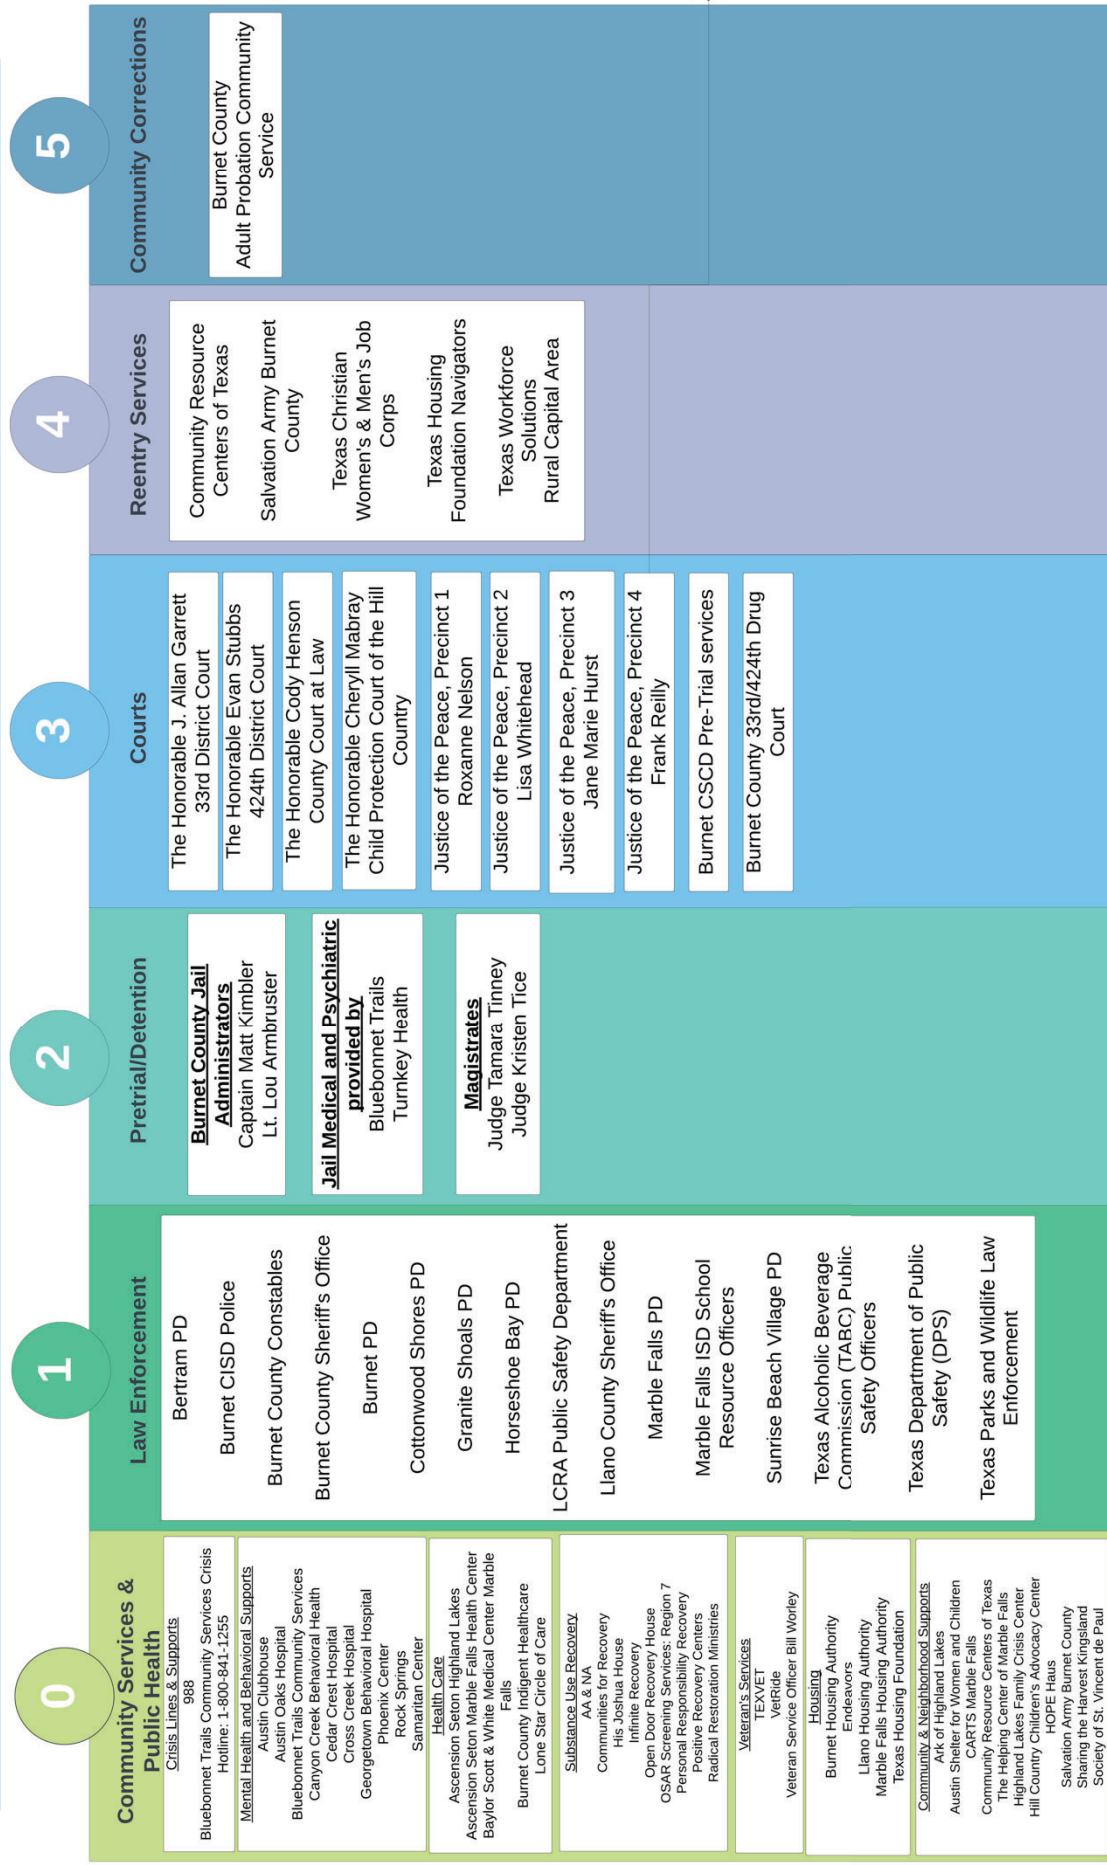 0
Community Services &
Public Health
Crisis Lines & Supports
988
Bluebonnet Trails Community Services Crisis
Hotline: 1-800-841-1255
Mental Health and Behavioral Supports
Austin Clubhouse
Austin Oaks Hospital
Bluebonnet Trails Community Services
Canyon Creek Behavioral Health
Cedar Crest Hospital
Cross Creek Hospital
Georgetown Behavioral Hospital
Phoenix Center
Rock Springs
Samaritan Center
Health Care
Ascension Seton Highland Lakes
Ascension Seton Marble Falls Health Center
Baylor Scott & White Medical Center Marble
Falls
Burnet County Indigent Healthcare
Lone Star Circle of Care
Substance Use Recovery
AA & NA
Communities for Recovery
His Joshua House
Infinite Recovery
Open Door Recovery House
OSAR Screening Services: Region 7
Personal Responsibility Recovery
Positive Recovery Centers
Radical Restoration Ministries
Veteran's Services
TEXVET
VetRide
Veteran Service Officer Bill Worley
Housing
Burnet Housing Authority
Endeavors
Llano Housing Authority
Marble Falls Housing Authority
Texas Housing Foundation
Community & Neighborhood Supports
Ark of Highland Lakes
Austin Shelter for Women and Children
CARTS Marble Falls
Community Resource Centers of Texas
The Helping Center of Marble Falls
Highland Lakes Family Crisis Center
Hill Country Children's Advocacy Center
HOPE Haus
Salvation Army Burnet County
Sharing the Harvest Kingsland
Society of St. Vincent de Paul
1
Law Enforcement
Bertram PD
Burnet CISD Police
Burnet County Constables
Burnet County Sheriff's Office
Burnet PD
Cottonwood Shores PD
Granite Shoals PD
Horseshoe Bay PD
LCRA Public Safety Department
Llano County Sheriff's Office
Marble Falls PD
Marble Falls ISD School
Resource Officers
Sunrise Beach Village PD
Texas Alcoholic Beverage
Commission (TABC) Public
Safety Officers
Texas Department of Public
Safety (DPS)
Texas Parks and Wildlife Law
Enforcement
2
Pretrial/Detention
Burnet County Jail
Administrators
Captain Matt Kimbler
Lt. Lou Armbruster
Jail Medical and Psychiatric
provided by
Bluebonnet Trails
Turnkey Health
Magistrates
Judge Tamara Tinney
Judge Kristen Tice
3
Courts
The Honorable J. Allan Garrett
33rd District Court
The Honorable Evan Stubbs
424th District Court
The Honorable Cody Henson
County Court at Law
The Honorable Cheryll Mabray
Child Protection Court of the Hill
Country
Justice of the Peace, Precinct 1
Roxanne Nelson
Justice of the Peace, Precinct 2
Lisa Whitehead
Justice of the Peace, Precinct 3
Jane Marie Hurst
Justice of the Peace, Precinct 4
Frank Reilly
Burnet CSCD Pre-Trial services
Burnet County 33rd/424th Drug
Court
4
Reentry Services
Community Resource
Centers of Texas
Salvation Army Burnet
County
Texas Christian
Women's & Men's Job
Corps
Texas Housing
Foundation Navigators
Texas Workforce
Solutions
Rural Capital Area
5
Community Corrections
Burnet County
Adult Probation Community
Service